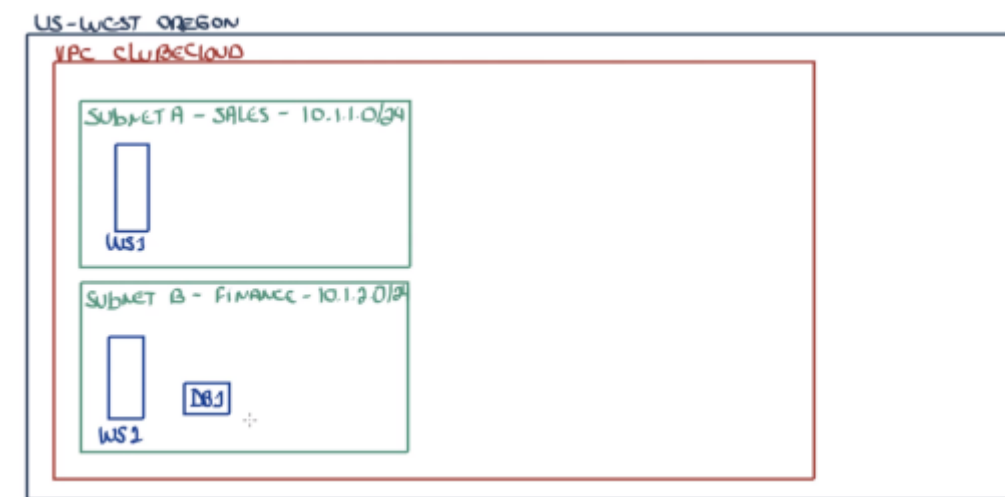 US-WEST OREGON
VPC CLUBECLOUD
SUBNET A - SALES - 10.1.1.0/24
WS1
SUBNET B - FINANCE - 10.1.2.0/24
DB1
WS2